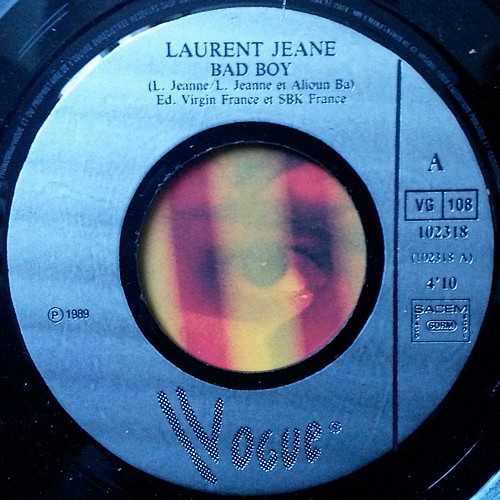 LAURENT JEANE
BAD BOY
(L. Jeanne/L. Jeanne et Alioun Ba)
Ed. Virgin France et SBK France
A
VG 108
102318
(102318 A)
4'10
SACEM
SDRM
Ⓟ 1989
VOGUE®